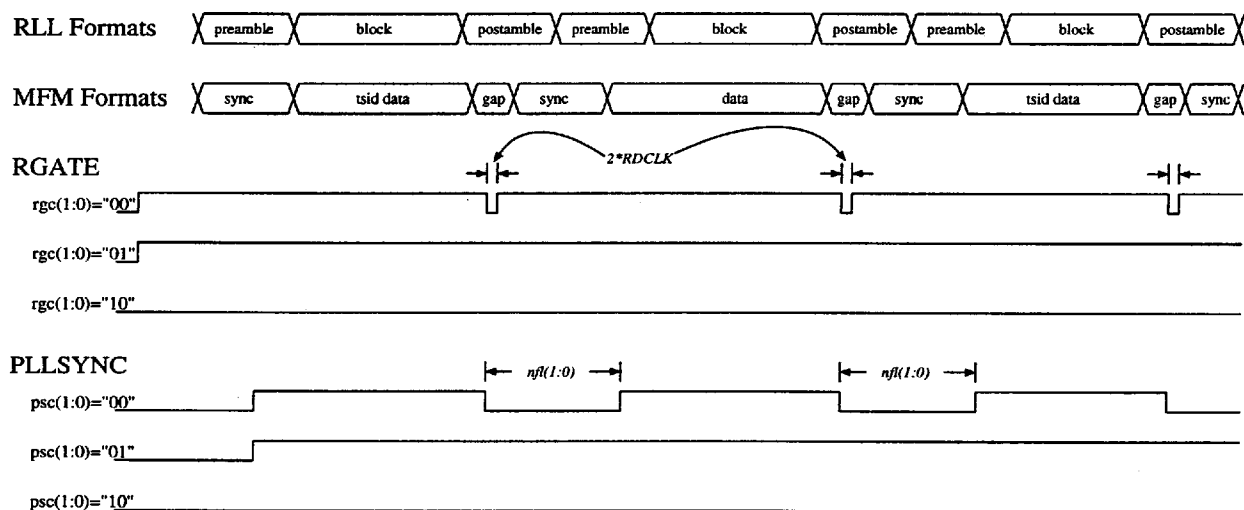 RLL Formats preamble block postamble preamble block postamble preamble block postamble
MFM Formats sync tsid data gap sync data gap sync tsid data gap sync
2*RDCLK
RGATE
rgc(1:0)="00"
rgc(1:0)="01"
rgc(1:0)="10"
PLLSYNC
nfl(1:0) nfl(1:0)
psc(1:0)="00"
psc(1:0)="01"
psc(1:0)="10"